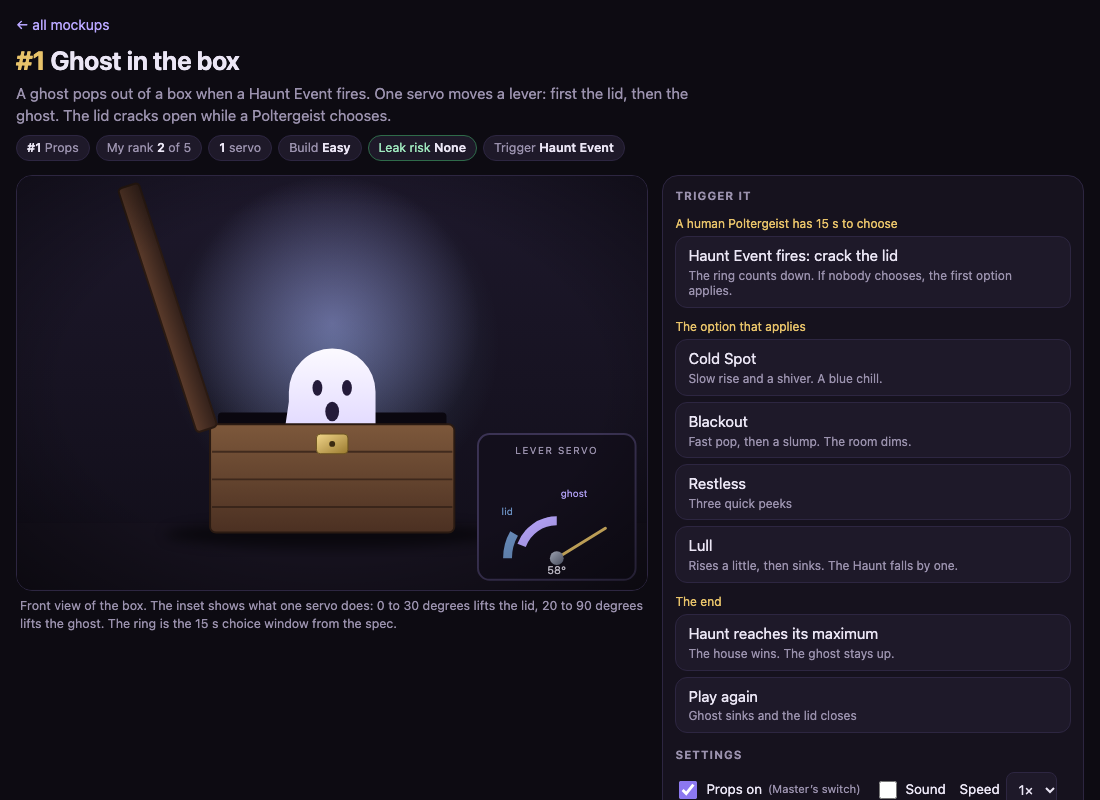 ← all mockups
#1 Ghost in the box
A ghost pops out of a box when a Haunt Event fires. One servo moves a lever: first the lid, then the
ghost. The lid cracks open while a Poltergeist chooses.
#1 Props
My rank 2 of 5
1 servo
Build Easy
Leak risk None
Trigger Haunt Event
LEVER SERVO
ghost
lid
58°
Front view of the box. The inset shows what one servo does: 0 to 30 degrees lifts the lid, 20 to 90 degrees
lifts the ghost. The ring is the 15 s choice window from the spec.
TRIGGER IT
A human Poltergeist has 15 s to choose
Haunt Event fires: crack the lid
The ring counts down. If nobody chooses, the first option
applies.
The option that applies
Cold Spot
Slow rise and a shiver. A blue chill.
Blackout
Fast pop, then a slump. The room dims.
Restless
Three quick peeks
Lull
Rises a little, then sinks. The Haunt falls by one.
The end
Haunt reaches its maximum
The house wins. The ghost stays up.
Play again
Ghost sinks and the lid closes
SETTINGS
Props on (Master's switch)
Sound
Speed
1×